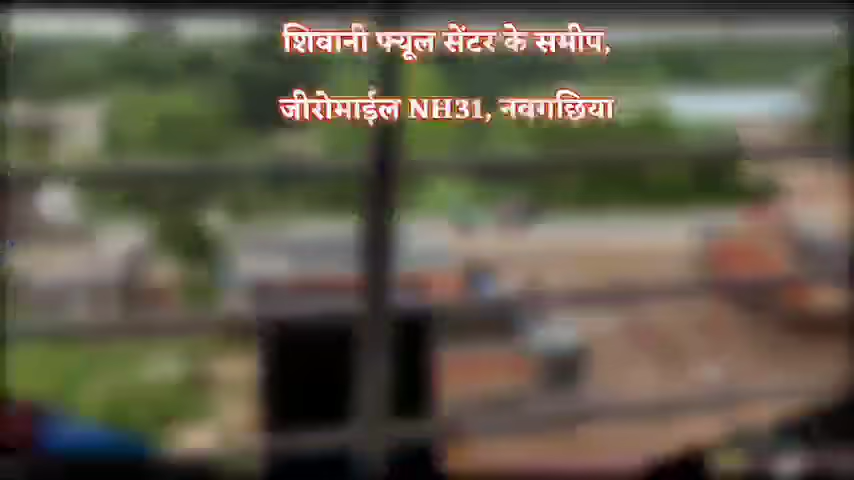 शिवानी फ्यूल सेंटर के समीप,
जीरोमाईल NH31, नवगछिया